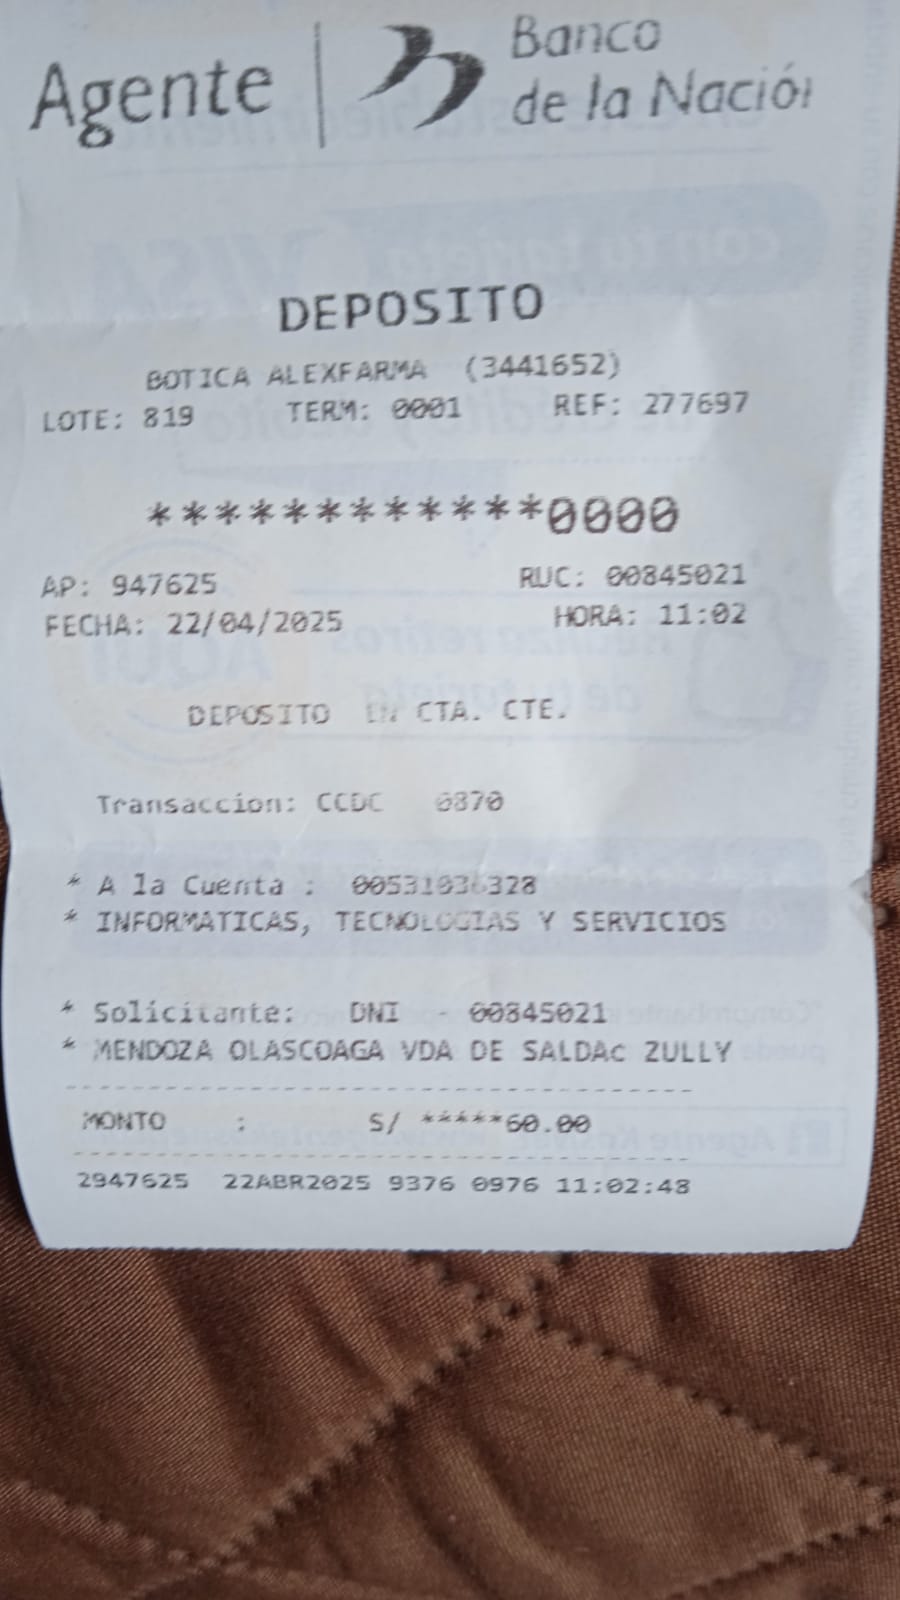 Agente
Banco
de la Nación
DEPOSITO
BOTICA ALEXFARMA (3441652)
LOTE: 819 TERM: 0001 REF: 277697
************0000
AP: 947625 RUC: 00845021
FECHA: 22/04/2025 HORA: 11:02
DEPOSITO EN CTA. CTE.
Transaccion: CCDC 0870
* A la Cuenta :
* INFORMATICAS, TECNOLOGIAS Y SERVICIOS
* Solicitante: DNI - 00845021
* MENDOZA OLASCOAGA VDA DE SALDAc ZULLY
MONTO : S/ *****60.00
2947625 22ABR2025 9376 0976 11:02:48